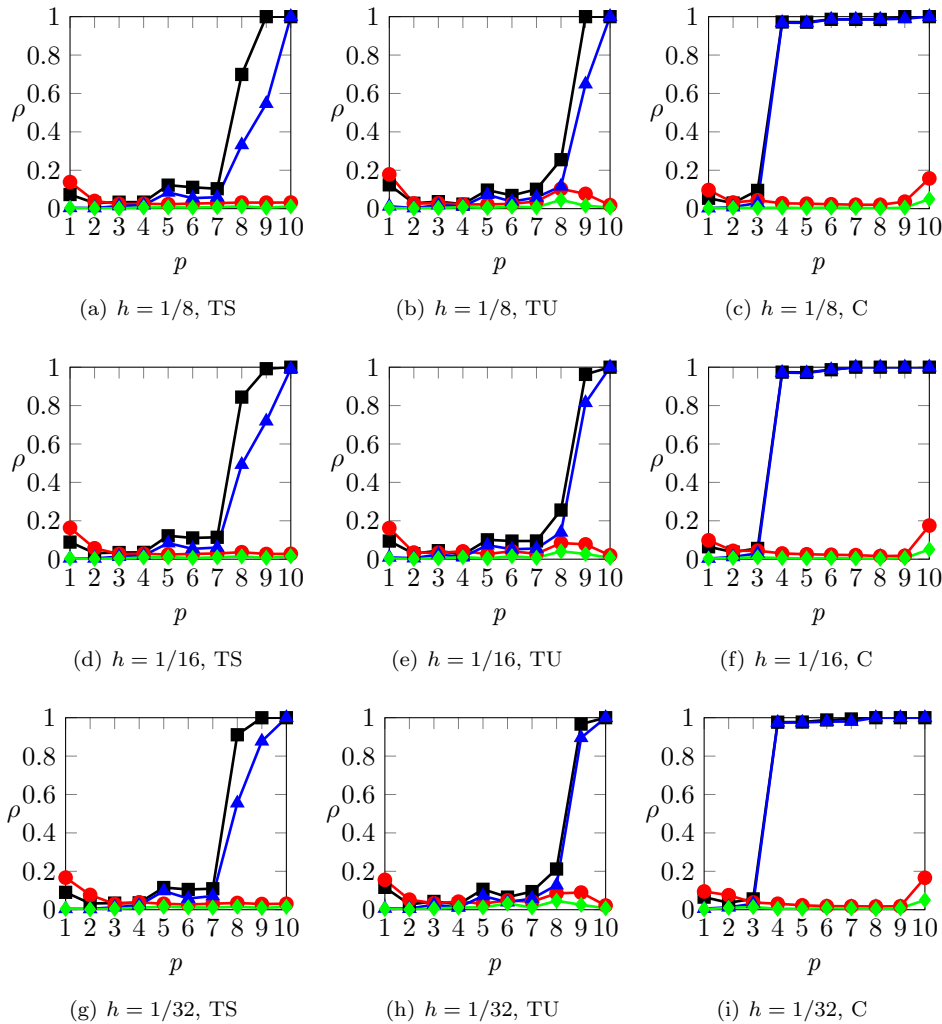 1
0.8
0.6
0.4
0.2
0
ρ
1 2 3 4 5 6 7 8 9 10
p
(a) h = 1/8, TS
1
0.8
0.6
0.4
0.2
0
ρ
1 2 3 4 5 6 7 8 9 10
p
(b) h = 1/8, TU
1
0.8
0.6
0.4
0.2
0
ρ
1 2 3 4 5 6 7 8 9 10
p
(c) h = 1/8, C
1
0.8
0.6
0.4
0.2
0
ρ
1 2 3 4 5 6 7 8 9 10
p
(d) h = 1/16, TS
1
0.8
0.6
0.4
0.2
0
ρ
1 2 3 4 5 6 7 8 9 10
p
(e) h = 1/16, TU
1
0.8
0.6
0.4
0.2
0
ρ
1 2 3 4 5 6 7 8 9 10
p
(f) h = 1/16, C
1
0.8
0.6
0.4
0.2
0
ρ
1 2 3 4 5 6 7 8 9 10
p
(g) h = 1/32, TS
1
0.8
0.6
0.4
0.2
0
ρ
1 2 3 4 5 6 7 8 9 10
p
(h) h = 1/32, TU
1
0.8
0.6
0.4
0.2
0
ρ
1 2 3 4 5 6 7 8 9 10
p
(i) h = 1/32, C